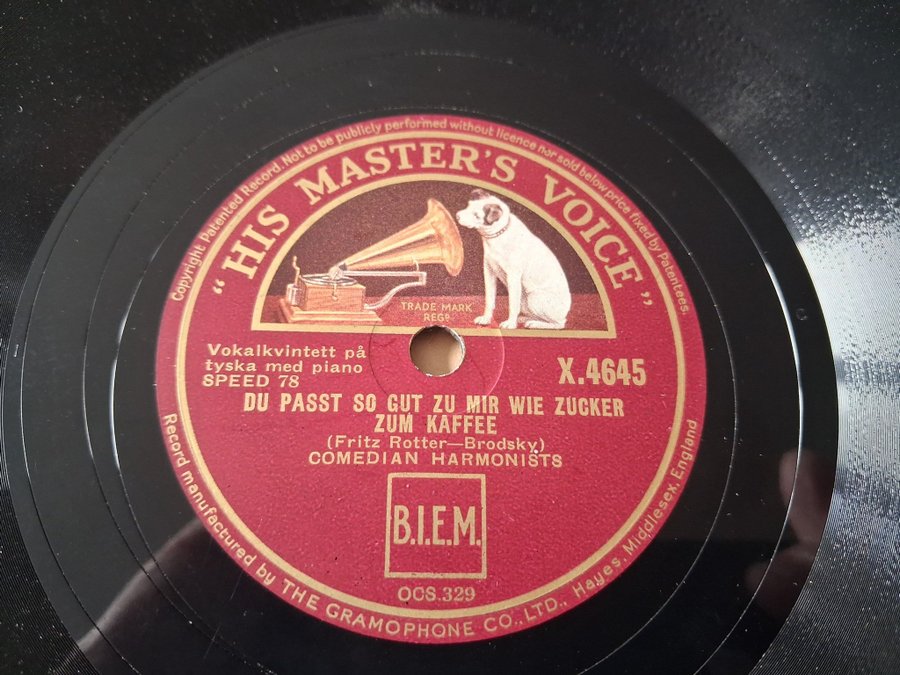 Copyright Patented Record. Not to be publicly performed without licence nor sold below price fixed by Patentees.
"HIS MASTER'S VOICE"
TRADE MARK
REGD
Vokalkvintett på
tyska med piano
SPEED 78
X.4645
DU PASST SO GUT ZU MIR WIE ZUCKER
ZUM KAFFEE
(Fritz Rotter—Brodsky)
COMEDIAN HARMONISTS
B.I.E.M.
OCS.329
Record manufactured by THE GRAMOPHONE CO., LTD., Hayes, Middlesex, England